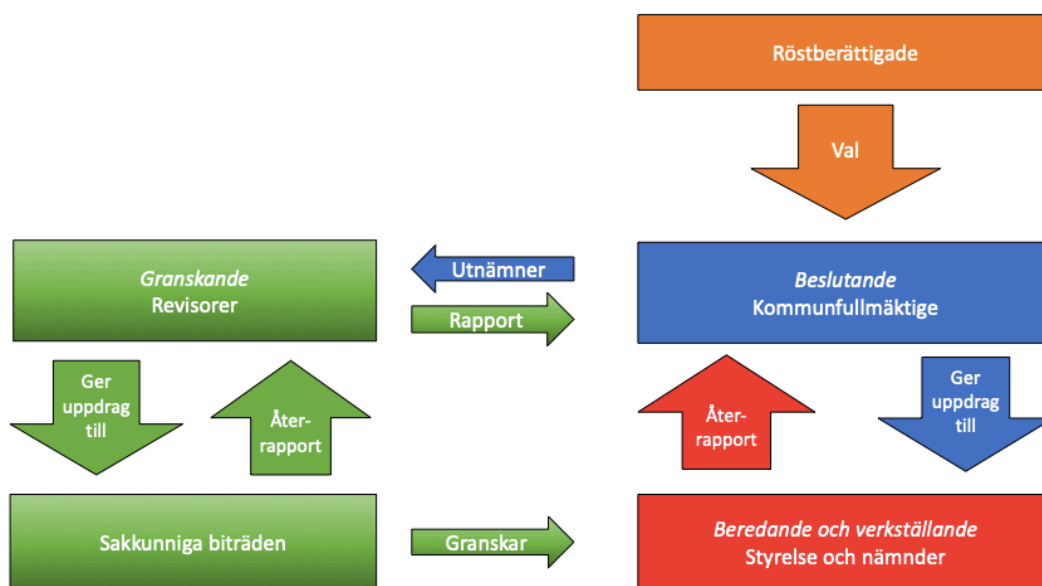 Röstberättigade
Val
Granskande
Revisorer
Utnämner
Rapport
Beslutande
Kommunfullmäktige
Ger
uppdrag
till
Åter-
rapport
Åter-
rapport
Ger
uppdrag
till
Sakkunniga biträden
Granskar
Beredande och verkställande
Styrelse och nämnder